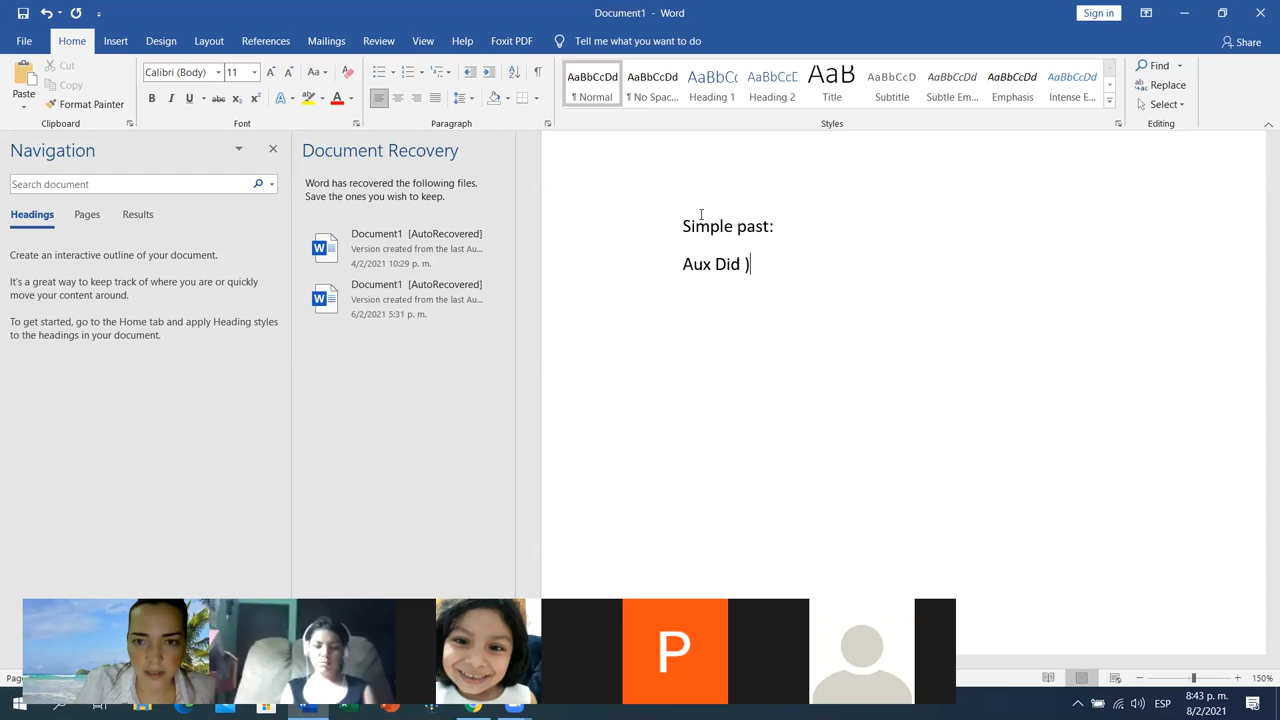 Document1 - Word
Sign in
File Home Insert Design Layout References Mailings Review View Help Foxit PDF Tell me what you want to do
Share
Paste
Cut
Copy
Format Painter
Clipboard
Calibri (Body) 11
Aa
B I U abc x₂ x² A A
Font
Paragraph
AaBbCcDd AaBbCcDd AaBbCc AaBbCcD AaB AaBbCcD AaBbCcDd AaBbCcDd AaBbCcDd
¶ Normal ¶ No Spac... Heading 1 Heading 2 Title Subtitle Subtle Em... Emphasis Intense E...
Styles
Find
Replace
Select
Editing
Navigation
Search document
Headings Pages Results
Create an interactive outline of your document.
It's a great way to keep track of where you are or quickly
move your content around.
To get started, go to the Home tab and apply Heading styles
to the headings in your document.
Document Recovery
Word has recovered the following files.
Save the ones you wish to keep.
Document1 [AutoRecovered]
Version created from the last Au...
4/2/2021 10:29 p. m.
Document1 [AutoRecovered]
Version created from the last Au...
6/2/2021 5:31 p. m.
Simple past:
Aux Did )
P
Pag
150%
ESP
8:43 p. m.
8/2/2021